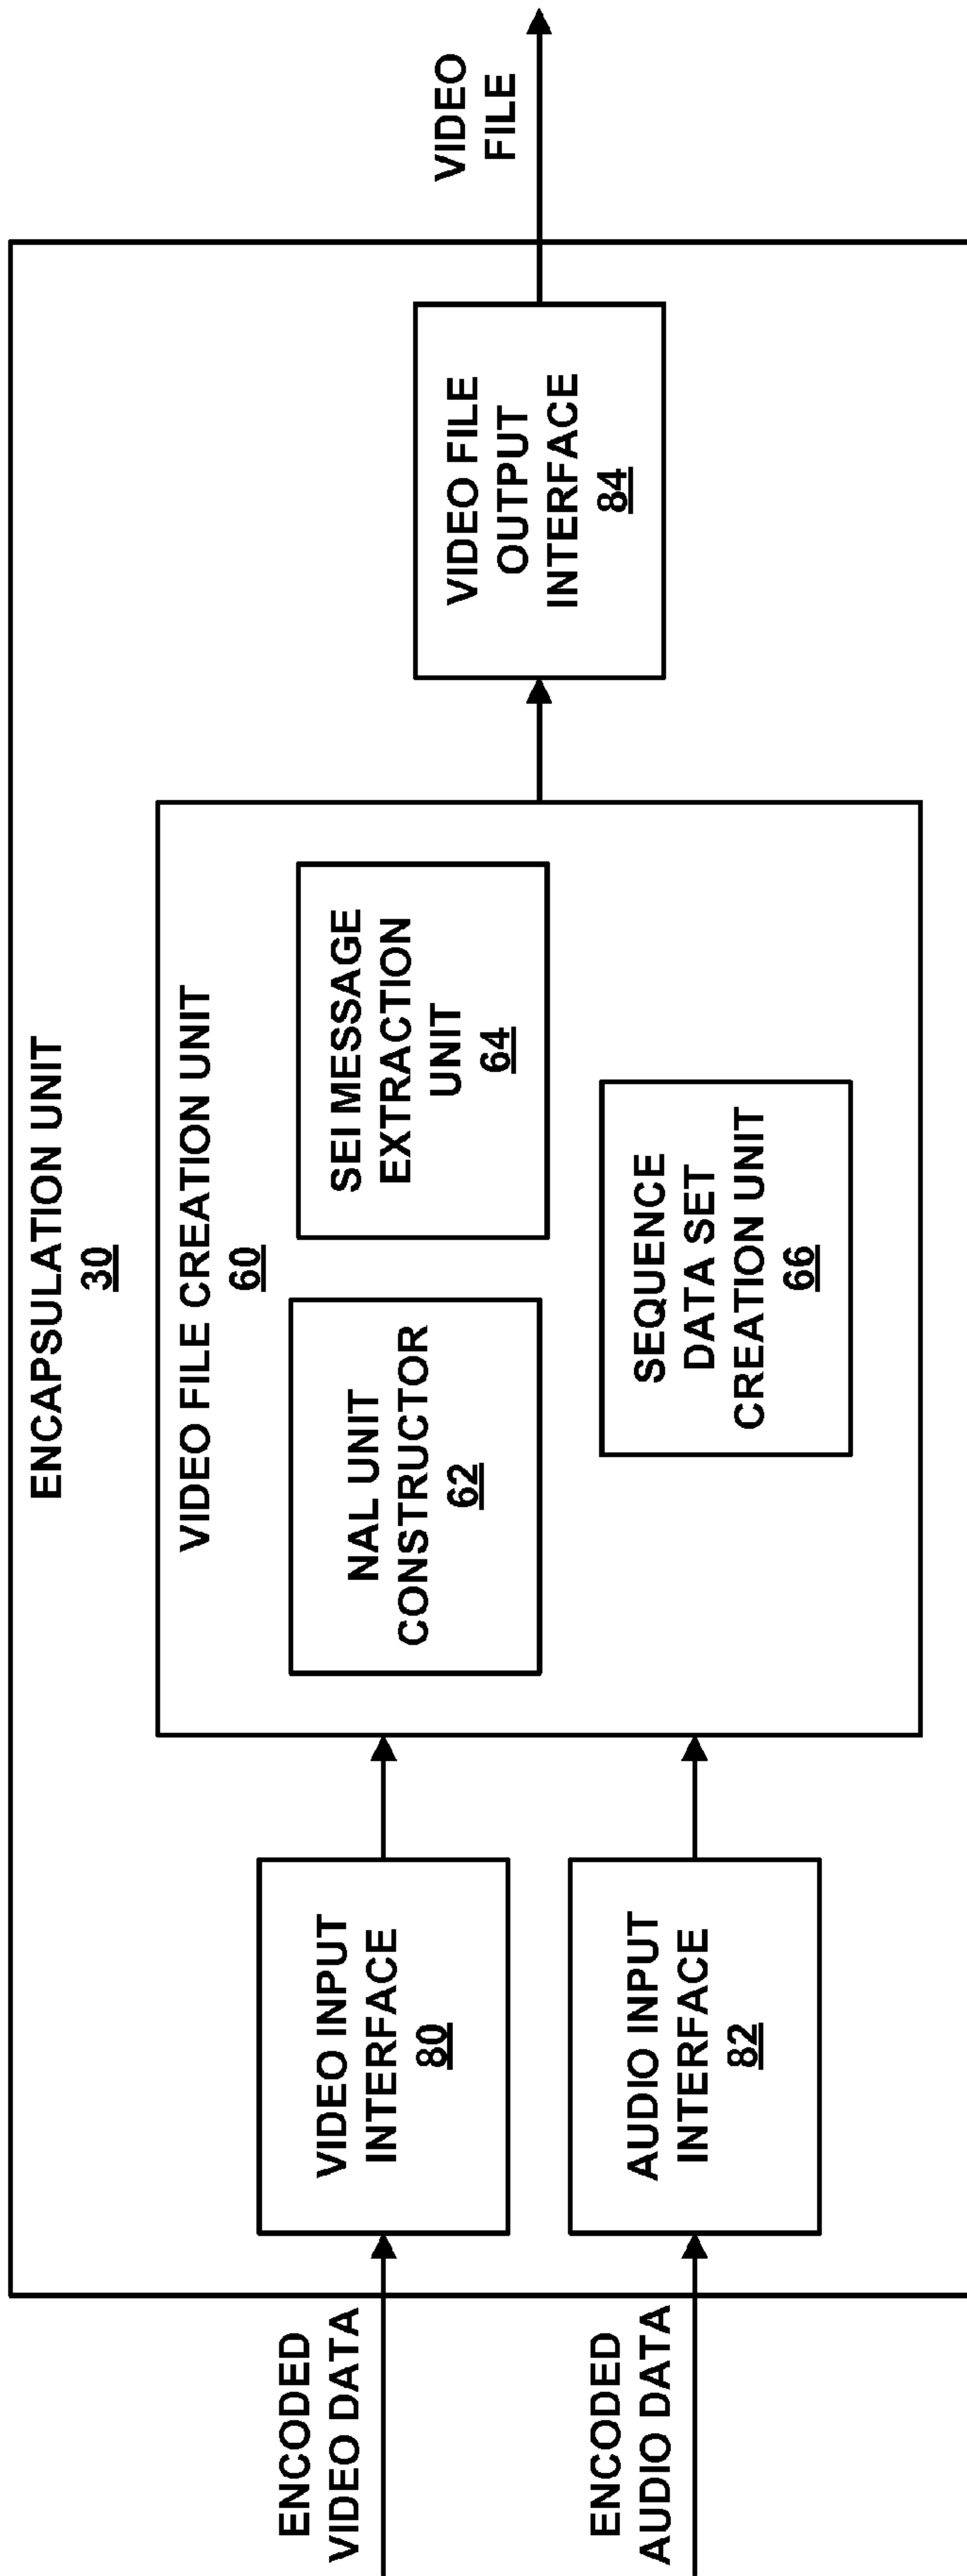 ENCAPSULATION UNIT
30
ENCODED
VIDEO DATA
VIDEO INPUT
INTERFACE
80
ENCODED
AUDIO DATA
AUDIO INPUT
INTERFACE
82
VIDEO FILE CREATION UNIT
60
NAL UNIT
CONSTRUCTOR
62
SEI MESSAGE
EXTRACTION
UNIT
64
SEQUENCE
DATA SET
CREATION UNIT
66
VIDEO FILE
OUTPUT
INTERFACE
84
VIDEO
FILE